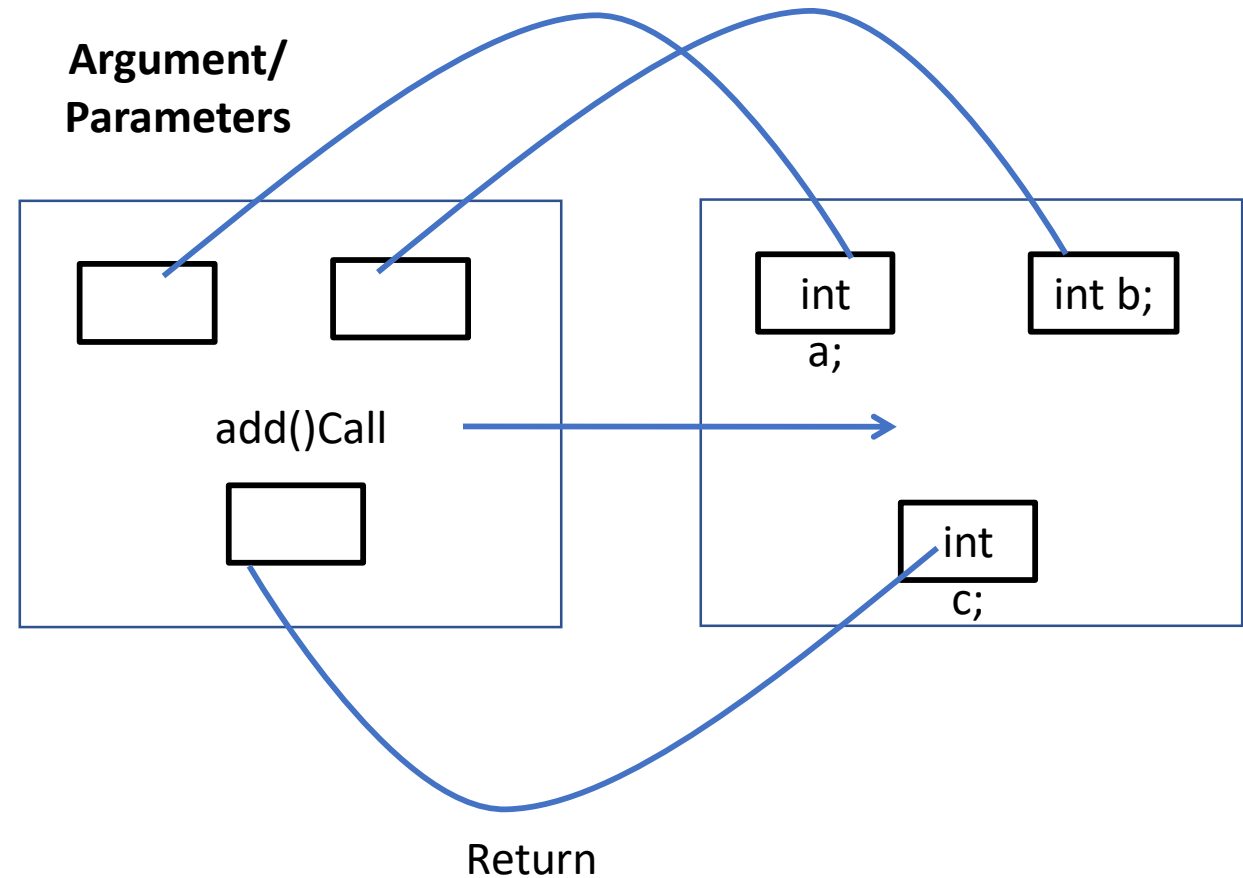 Argument/
Parameters
int
a;
int b;
add()Call
int
c;
Return